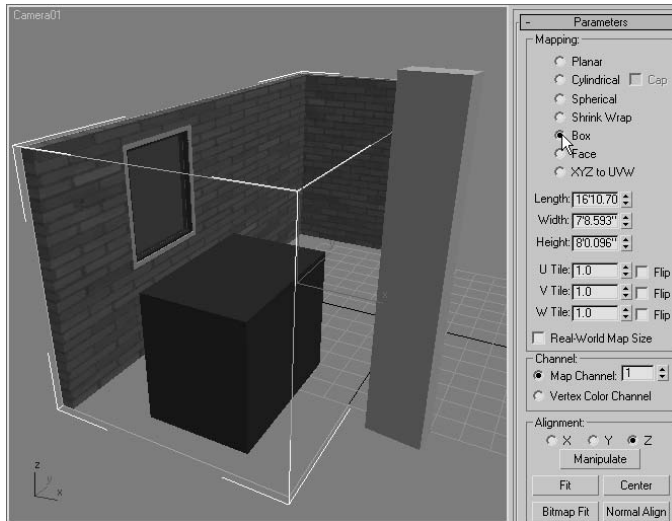 Camera01
z
y
x
x
- Parameters
Mapping:
Planar
Cylindrical Cap
Spherical
Shrink Wrap
Box
Face
XYZ to UVW
Length: 16'10.70
Width: 7'8.593"
Height: 8'0.096"
U Tile: 1.0 Flip
V Tile: 1.0 Flip
W Tile: 1.0 Flip
Real-World Map Size
Channel:
Map Channel: 1
Vertex Color Channel
Alignment:
X Y Z
Manipulate
Fit Center
Bitmap Fit Normal Align